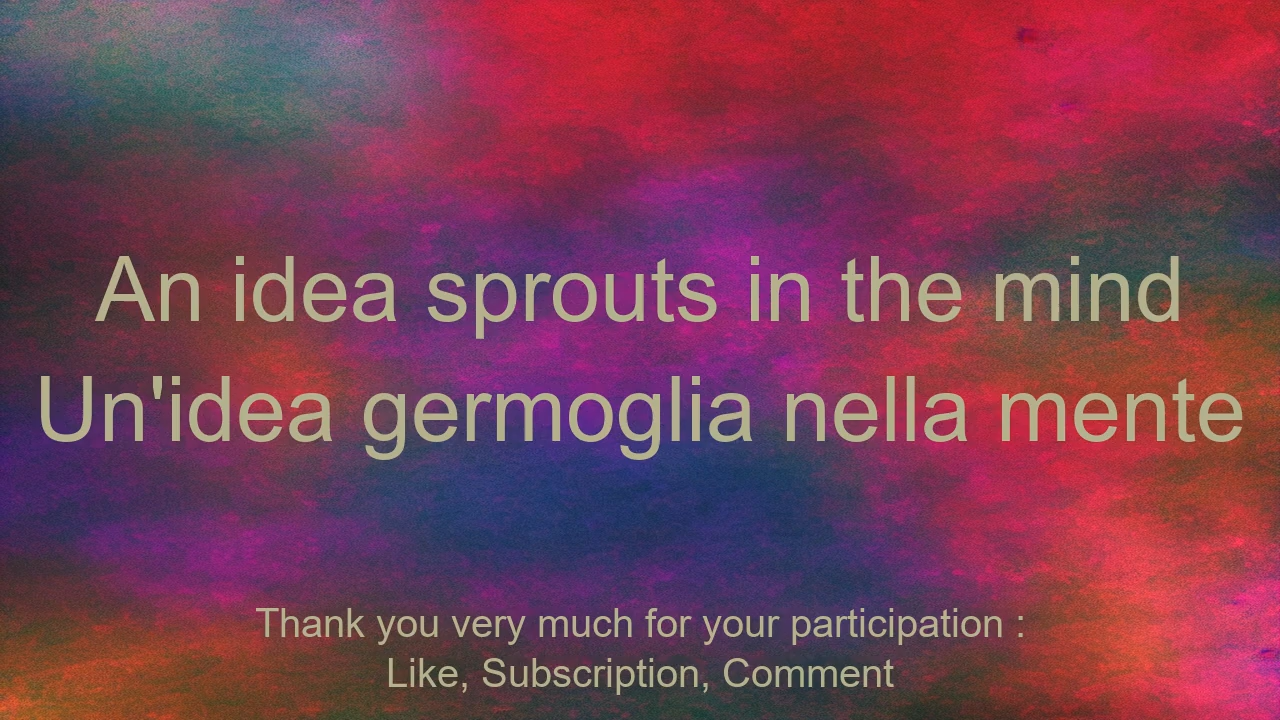 An idea sprouts in the mind
Un'idea germoglia nella mente
Thank you very much for your participation :
Like, Subscription, Comment